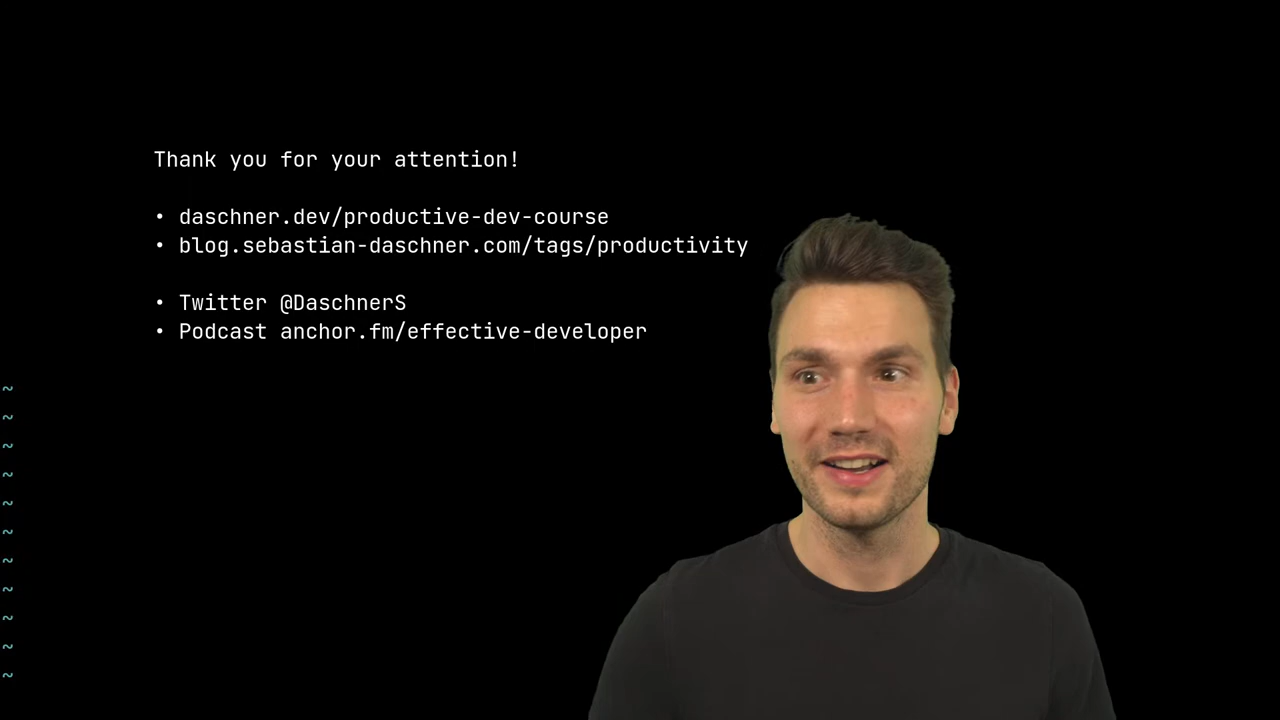 Thank you for your attention!
• daschner.dev/productive-dev-course
• blog.sebastian-daschner.com/tags/productivity
• Twitter @DaschnerS
• Podcast anchor.fm/effective-developer
~
~
~
~
~
~
~
~
~
~
~